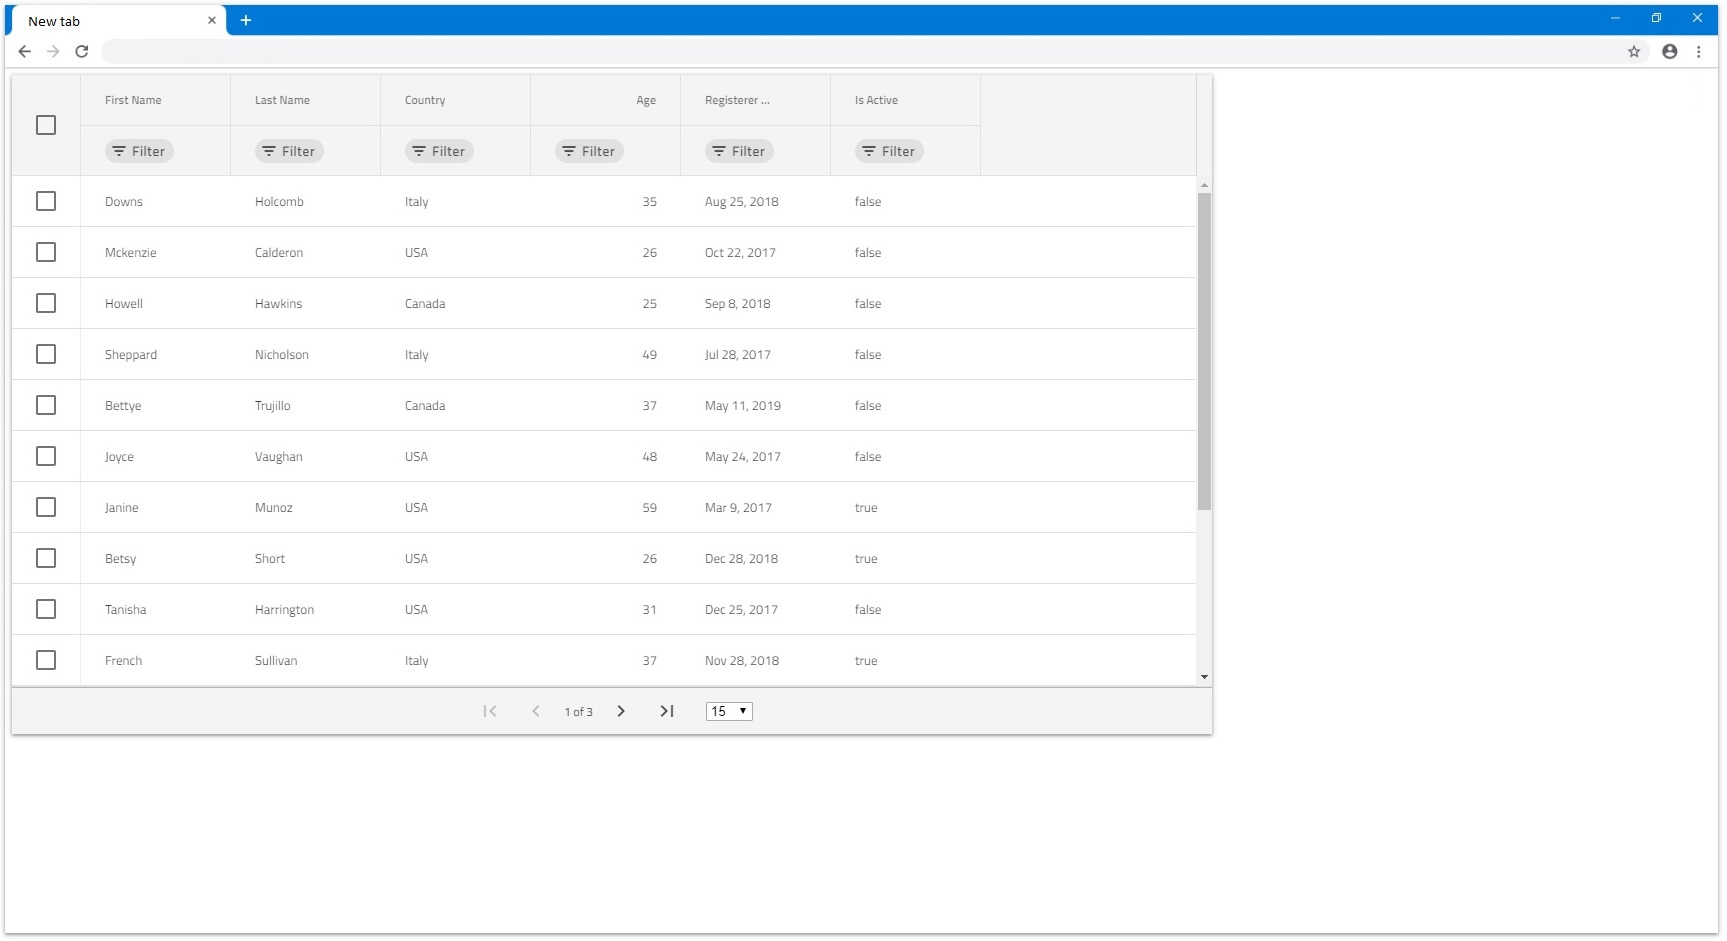 New tab
First Name Last Name Country Age Registerer ... Is Active
Filter Filter Filter Filter Filter Filter
Downs Holcomb Italy 35 Aug 25, 2018 false
Mckenzie Calderon USA 26 Oct 22, 2017 false
Howell Hawkins Canada 25 Sep 8, 2018 false
Sheppard Nicholson Italy 49 Jul 28, 2017 false
Bettye Trujillo Canada 37 May 11, 2019 false
Joyce Vaughan USA 48 May 24, 2017 false
Janine Munoz USA 59 Mar 9, 2017 true
Betsy Short USA 26 Dec 28, 2018 true
Tanisha Harrington USA 31 Dec 25, 2017 false
French Sullivan Italy 37 Nov 28, 2018 true
1 of 3 15